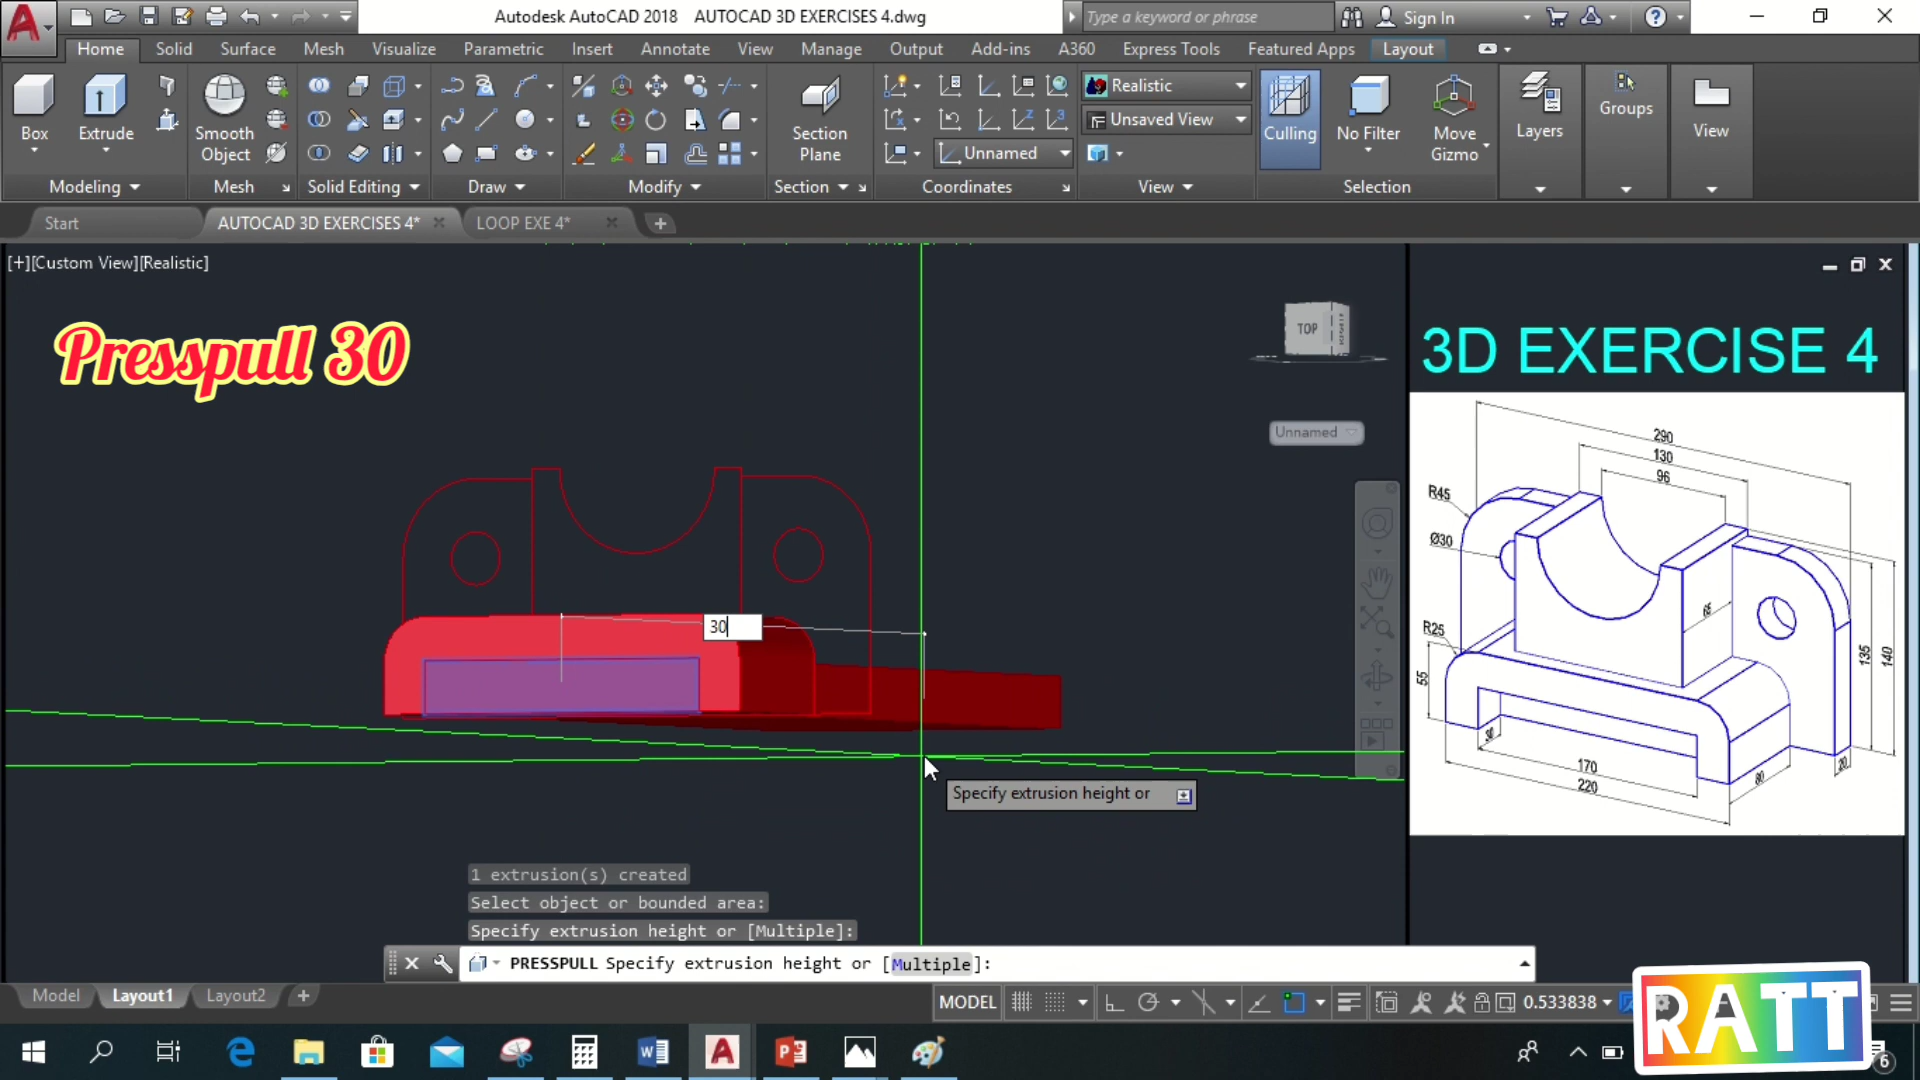 Autodesk AutoCAD 2018 AUTOCAD 3D EXERCISES 4.dwg
Type a keyword or phrase
Sign In
Home Solid Surface Mesh Visualize Parametric Insert Annotate View Manage Output Add-ins A360 Express Tools Featured Apps Layout
Box
Extrude
Smooth
Object
Section
Plane
Realistic
Unsaved View
Unnamed
Culling
No Filter
Move
Gizmo
Layers
Groups
View
Modeling Mesh Solid Editing Draw Modify Section Coordinates View Selection
Start
AUTOCAD 3D EXERCISES 4*
LOOP EXE 4*
[+][Custom View][Realistic]
Presspull 30
TOP
Unnamed
3D EXERCISE 4
290
130
96
R45
Ø30
65
R25
55
135
140
30
170
220
80
20
30
Specify extrusion height or
1 extrusion(s) created
Select object or bounded area:
Specify extrusion height or [Multiple]:
PRESSPULL Specify extrusion height or [Multiple]:
Model Layout1 Layout2
MODEL
0.533838
RATT
6